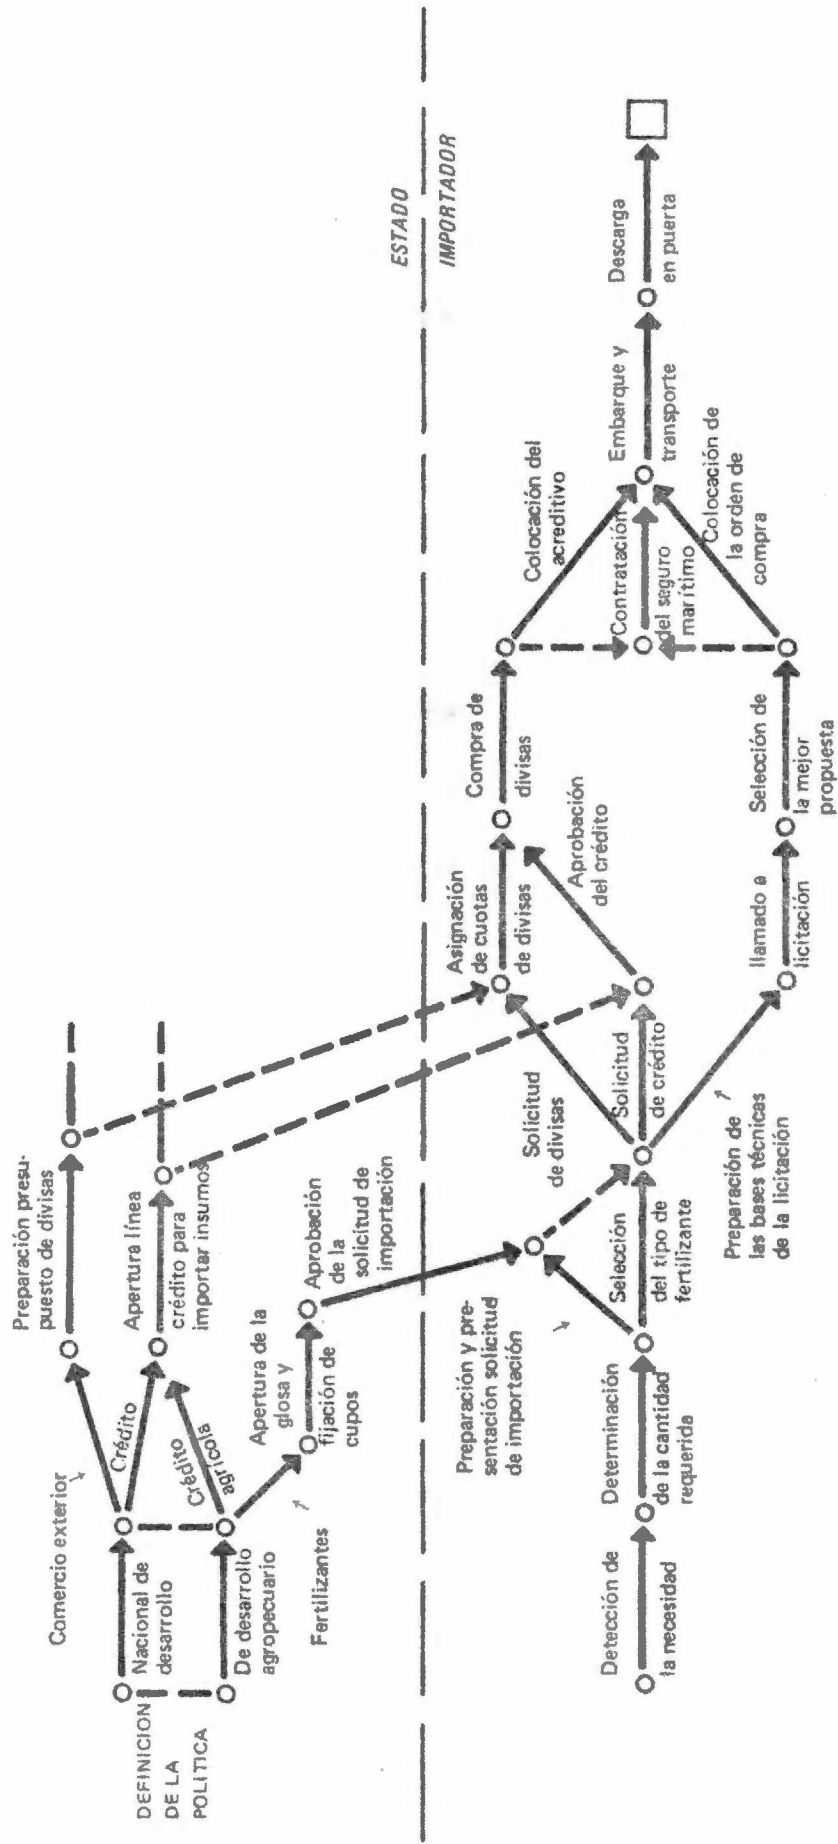 DEFINICION
DE LA
POLITICA
Nacional de
desarrollo
De desarrollo
agropecuario
Comercio exterior
Crédito
Crédito
agrícola
Fertilizantes
Preparación presu-
puesto de divisas
Apertura línea
crédito para
importar insumos
Apertura de la
glosa y
fijación de
cupos
Aprobación
de la
solicitud de
importación
ESTADO
IMPORTADOR
Detección de
la necesidad
Determinación
de la cantidad
requerida
Preparación y pre-
sentación solicitud
de importación
Selección
del tipo de
fertilizante
Solicitud
de divisas
Solicitud
de crédito
Preparación de
las bases técnicas
de la licitación
Asignación
de cuotas
de divisas
Aprobación
del crédito
llamado a
licitación
Compra de
divisas
Selección de
la mejor
propuesta
Colocación del
acreditivo
Contratación
del seguro
marítimo
Colocación de
la orden de
compra
Embarque y
transporte
Descarga
en puerta